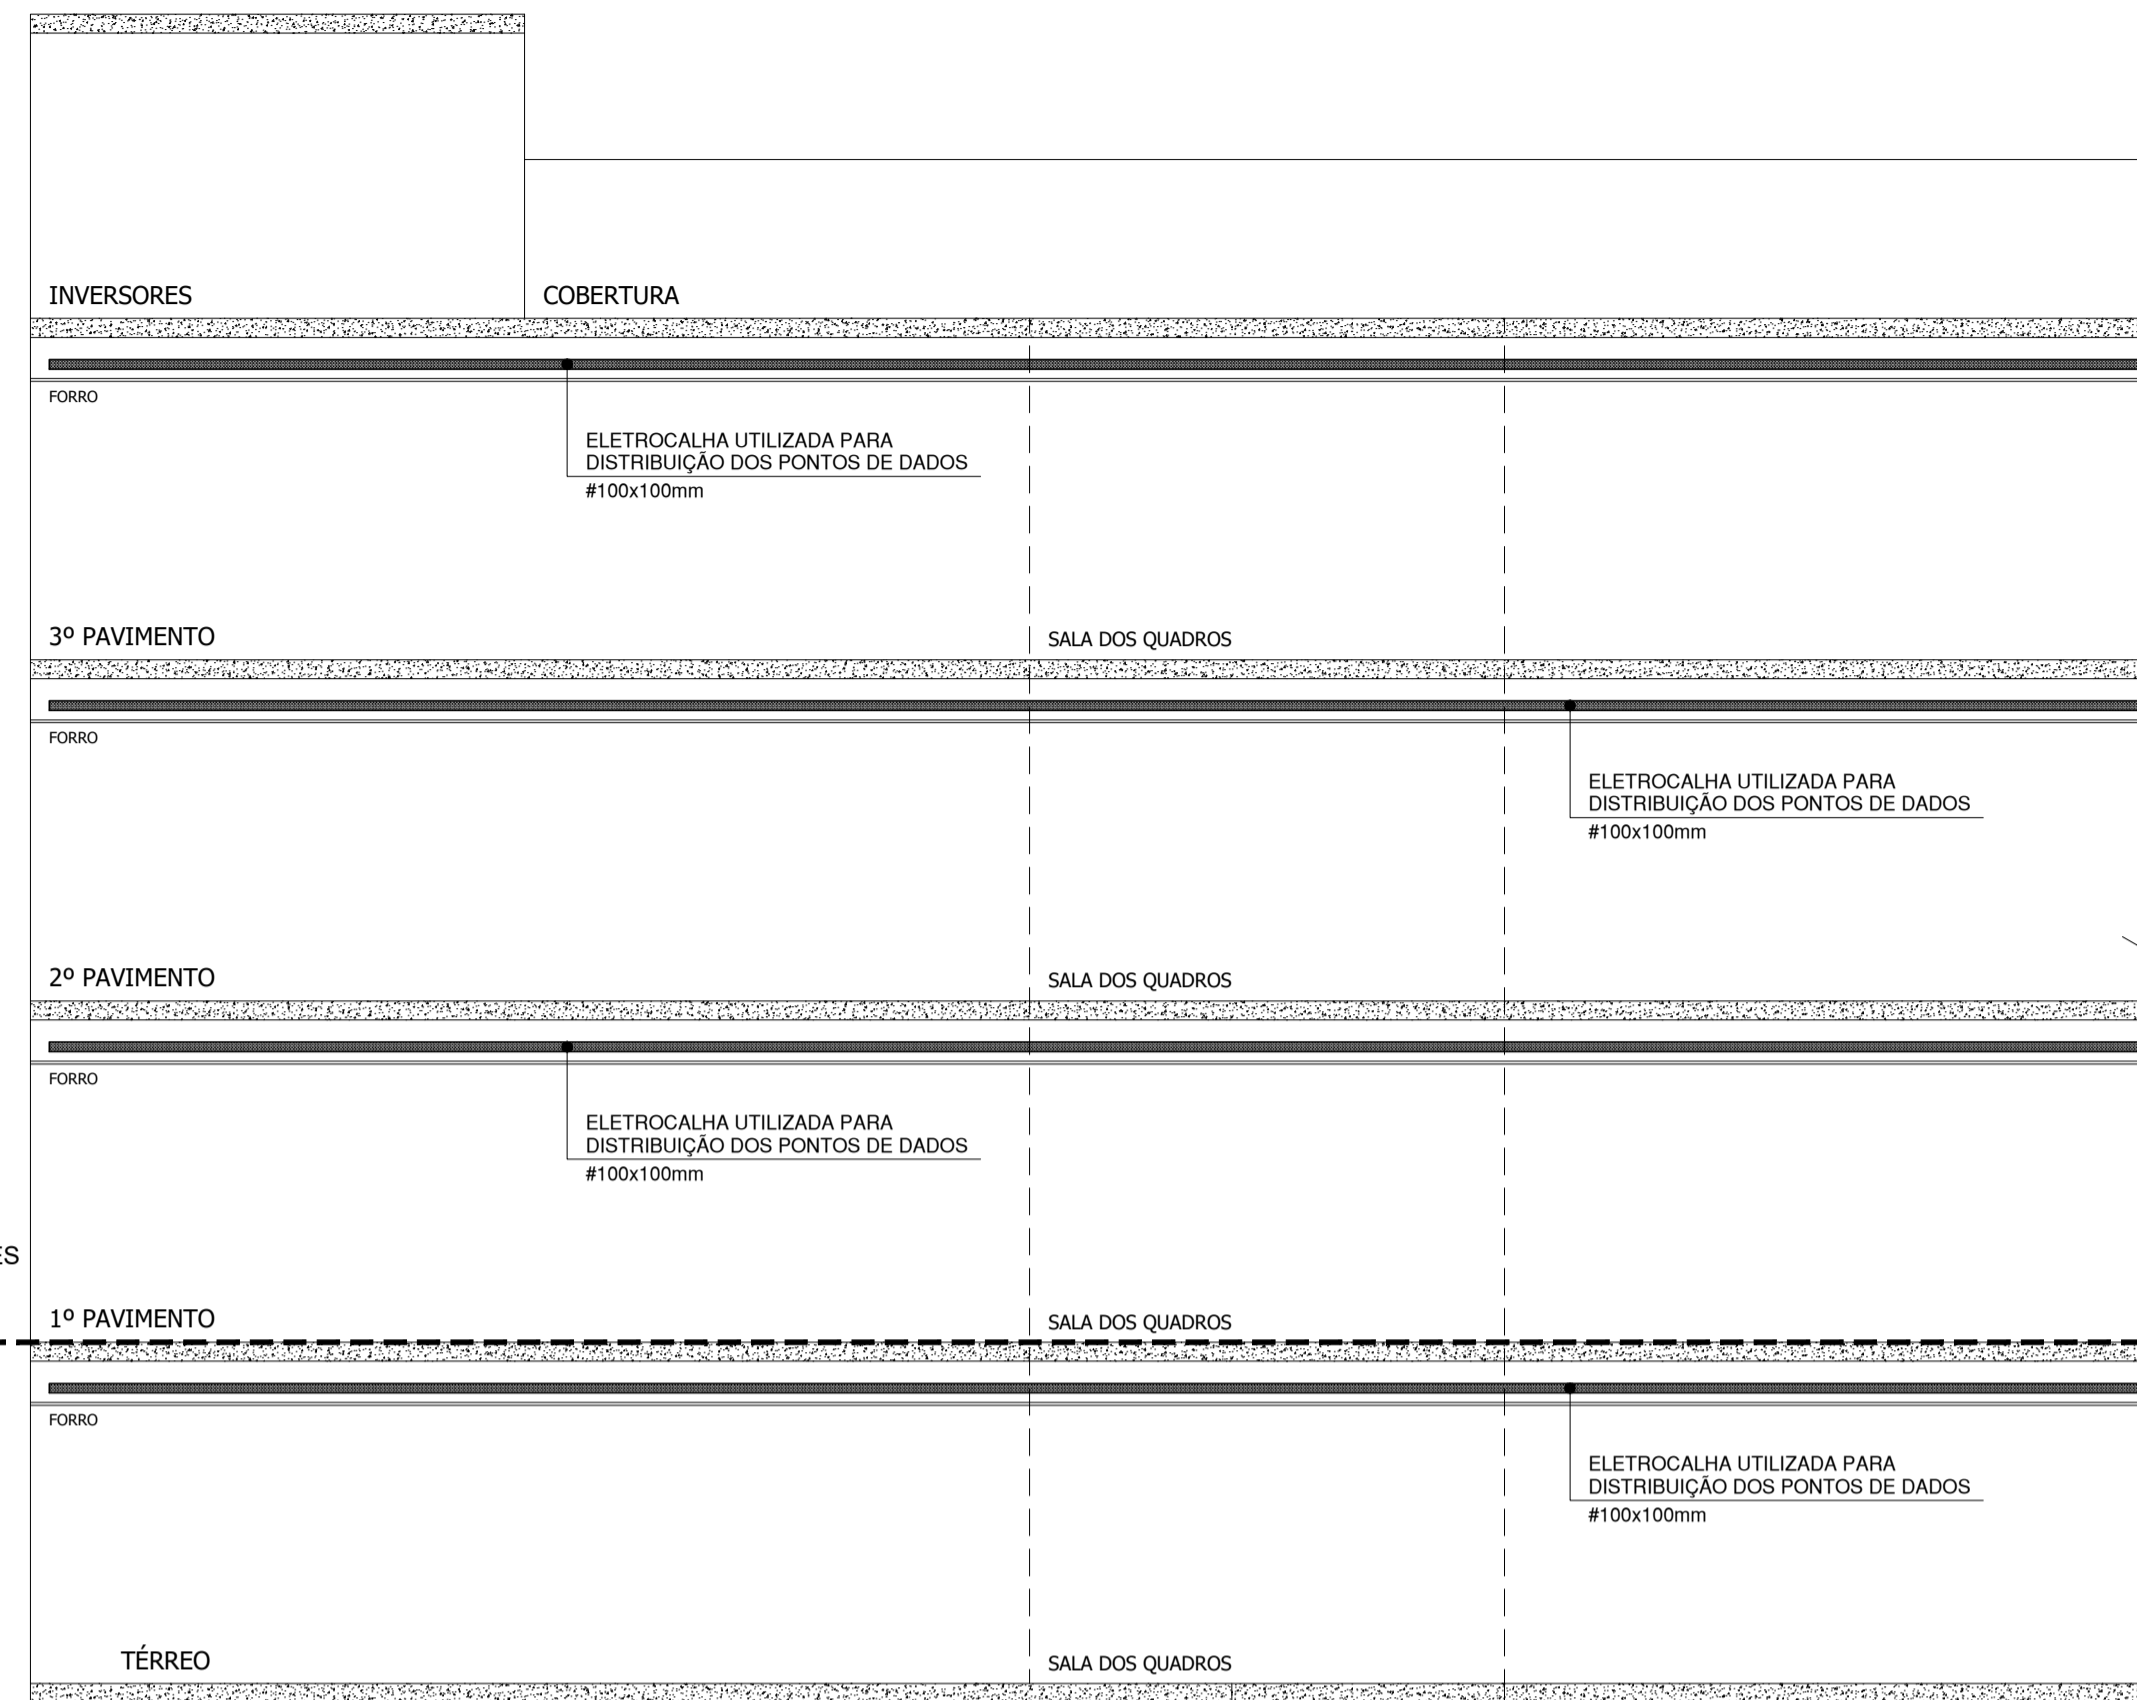 INVERSORES
COBERTURA
FORRO
ELETROCALHA UTILIZADA PARA
DISTRIBUIÇÃO DOS PONTOS DE DADOS
#100x100mm
3º PAVIMENTO
SALA DOS QUADROS
FORRO
ELETROCALHA UTILIZADA PARA
DISTRIBUIÇÃO DOS PONTOS DE DADOS
#100x100mm
2º PAVIMENTO
SALA DOS QUADROS
FORRO
ELETROCALHA UTILIZADA PARA
DISTRIBUIÇÃO DOS PONTOS DE DADOS
#100x100mm
1º PAVIMENTO
SALA DOS QUADROS
FORRO
ELETROCALHA UTILIZADA PARA
DISTRIBUIÇÃO DOS PONTOS DE DADOS
#100x100mm
TÉRREO
SALA DOS QUADROS